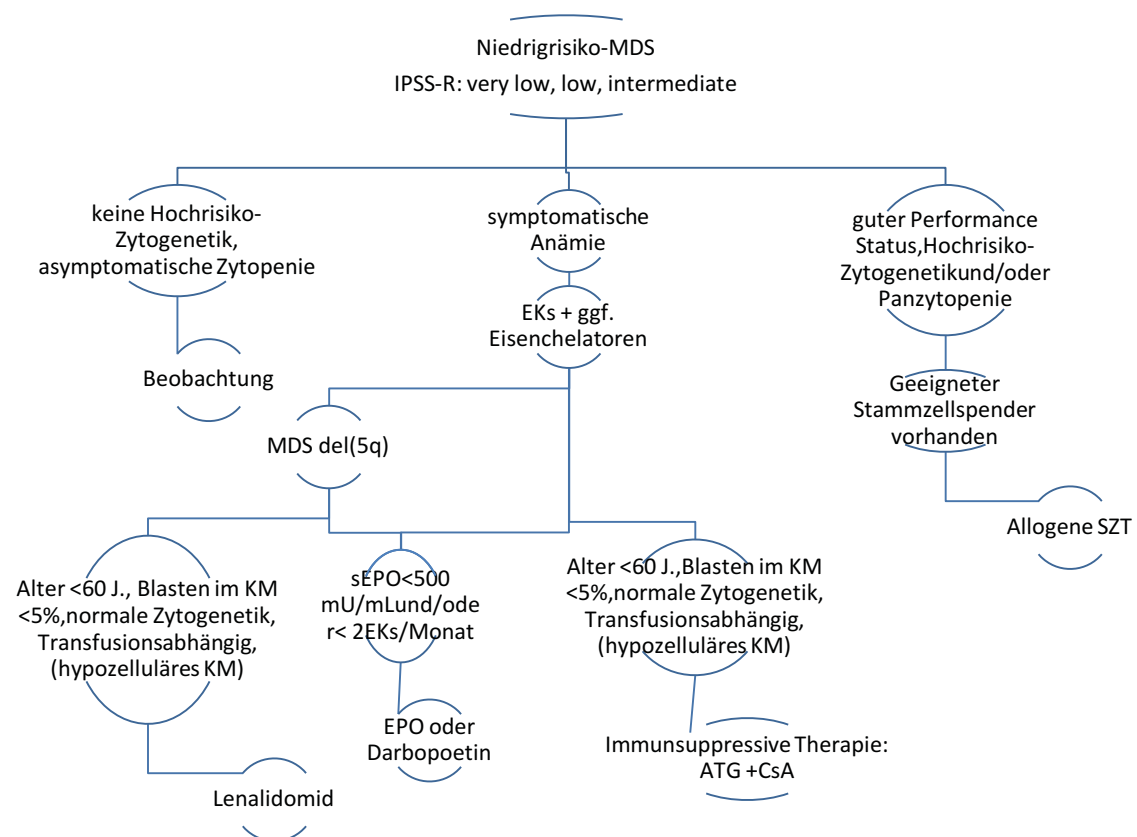 Niedrigrisiko-MDS
IPSS-R: very low, low, intermediate
keine Hochrisiko-
Zytogenetik,
asymptomatische Zytopenie
symptomatische
Anämie
guter Performance
Status,Hochrisiko-
Zytogenetikund/oder
Panzytopenie
EKs + ggf.
Eisenchelatoren
Beobachtung
Geeigneter
Stammzellspender
vorhanden
MDS del(5q)
Allogene SZT
Alter <60 J., Blasten im KM
<5%,normale Zytogenetik,
Transfusionsabhängig,
(hypozelluläres KM)
sEPO<500
mU/mLund/ode
r< 2EKs/Monat
Alter <60 J.,Blasten im KM
<5%,normale Zytogenetik,
Transfusionsabhängig,
(hypozelluläres KM)
EPO oder
Darbopoetin
Immunsuppressive Therapie:
ATG +CsA
Lenalidomid